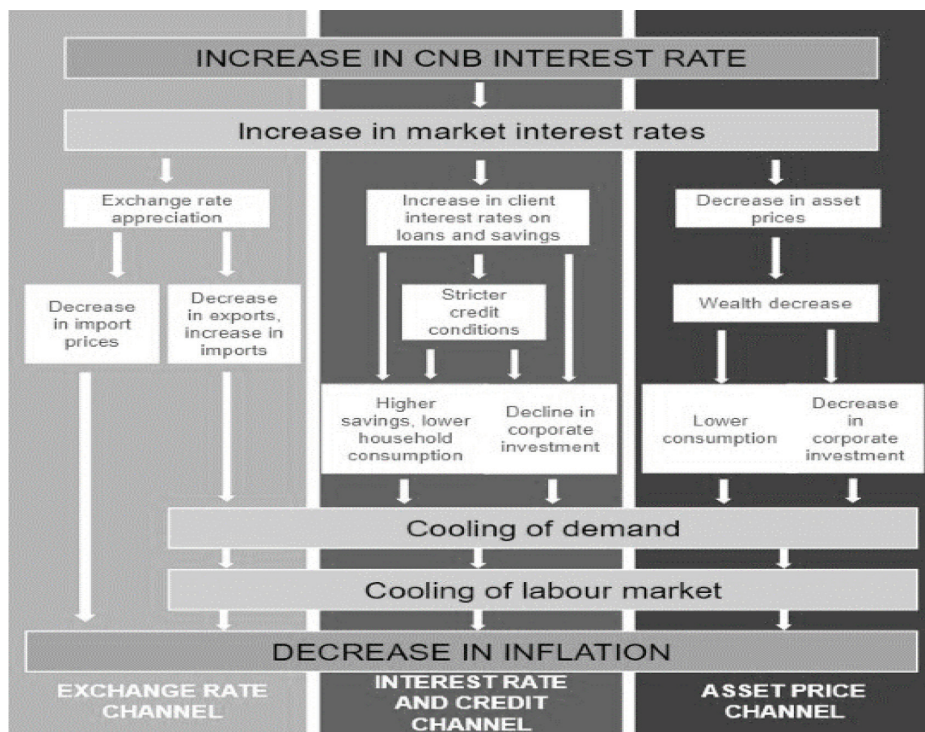 INCREASE IN CNB INTEREST RATE
Increase in market interest rates
Exchange rate
appreciation
Increase in client
interest rates on
loans and savings
Decrease in asset
prices
Decrease
in import
prices
Decrease
in exports,
increase in
imports
Stricter
credit
conditions
Wealth decrease
Higher
savings, lower
household
consumption
Decline in
corporate
investment
Lower
consumption
Decrease
in
corporate
investment
Cooling of demand
Cooling of labour market
DECREASE IN INFLATION
EXCHANGE RATE
CHANNEL
INTEREST RATE
AND CREDIT
CHANNEL
ASSET PRICE
CHANNEL